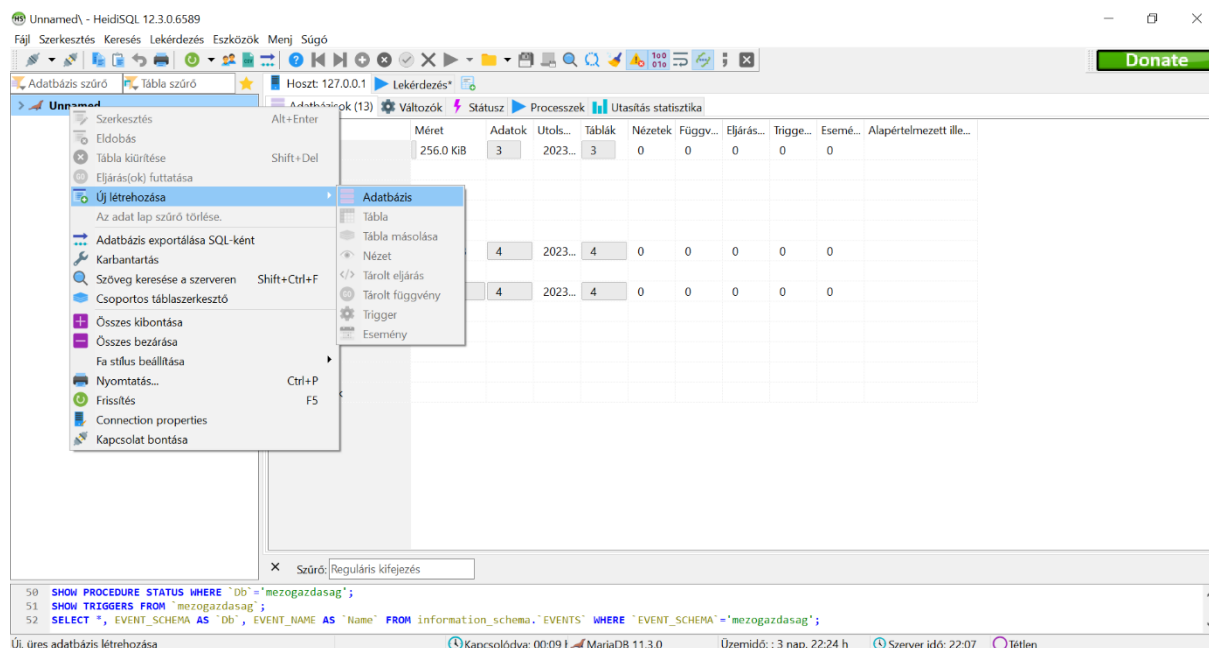 Unnamed\ - HeidiSQL 12.3.0.6589
Fájl Szerkesztés Keresés Lekérdezés Eszközök Menj Súgó
Donate
Adatbázis szűrő Tábla szűrő Hoszt: 127.0.0.1 Lekérdezés*
Unnamed (13) Változók Státusz Processzek Utasítás statisztika
Méret Adatok Utols... Táblák Nézetek Függv... Eljárás... Trigge... Esemé... Alapértelmezett ille...
256.0 KiB 3 2023... 3 0 0 0 0 0
4 2023... 4 0 0 0 0 0
4 2023... 4 0 0 0 0 0
Szerkesztés Alt+Enter
Eldobás
Tábla kiürítése Shift+Del
Eljárás(ok) futtatása
Új létrehozása
Az adat lap szűrő törlése.
Adatbázis exportálása SQL-ként
Karbantartás
Szöveg keresése a szerveren Shift+Ctrl+F
Csoportos táblaszerkesztő
Összes kibontása
Összes bezárása
Fa stílus beállítása
Nyomtatás... Ctrl+P
Frissítés F5
Connection properties
Kapcsolat bontása
Adatbázis
Tábla
Tábla másolása
Nézet
Tárolt eljárás
Tárolt függvény
Trigger
Esemény
Szűrő: Reguláris kifejezés
50 SHOW PROCEDURE STATUS WHERE `Db`='mezogazdasag';
51 SHOW TRIGGERS FROM `mezogazdasag`;
52 SELECT *, EVENT_SCHEMA AS `Db`, EVENT_NAME AS `Name` FROM information_schema.`EVENTS` WHERE `EVENT_SCHEMA`='mezogazdasag';
Új, üres adatbázis létrehozása Kapcsolódva: 00:09 MariaDB 11.3.0 Üzemidő: : 3 nap, 22:24 h Szerver idő: 22:07 Tétlen